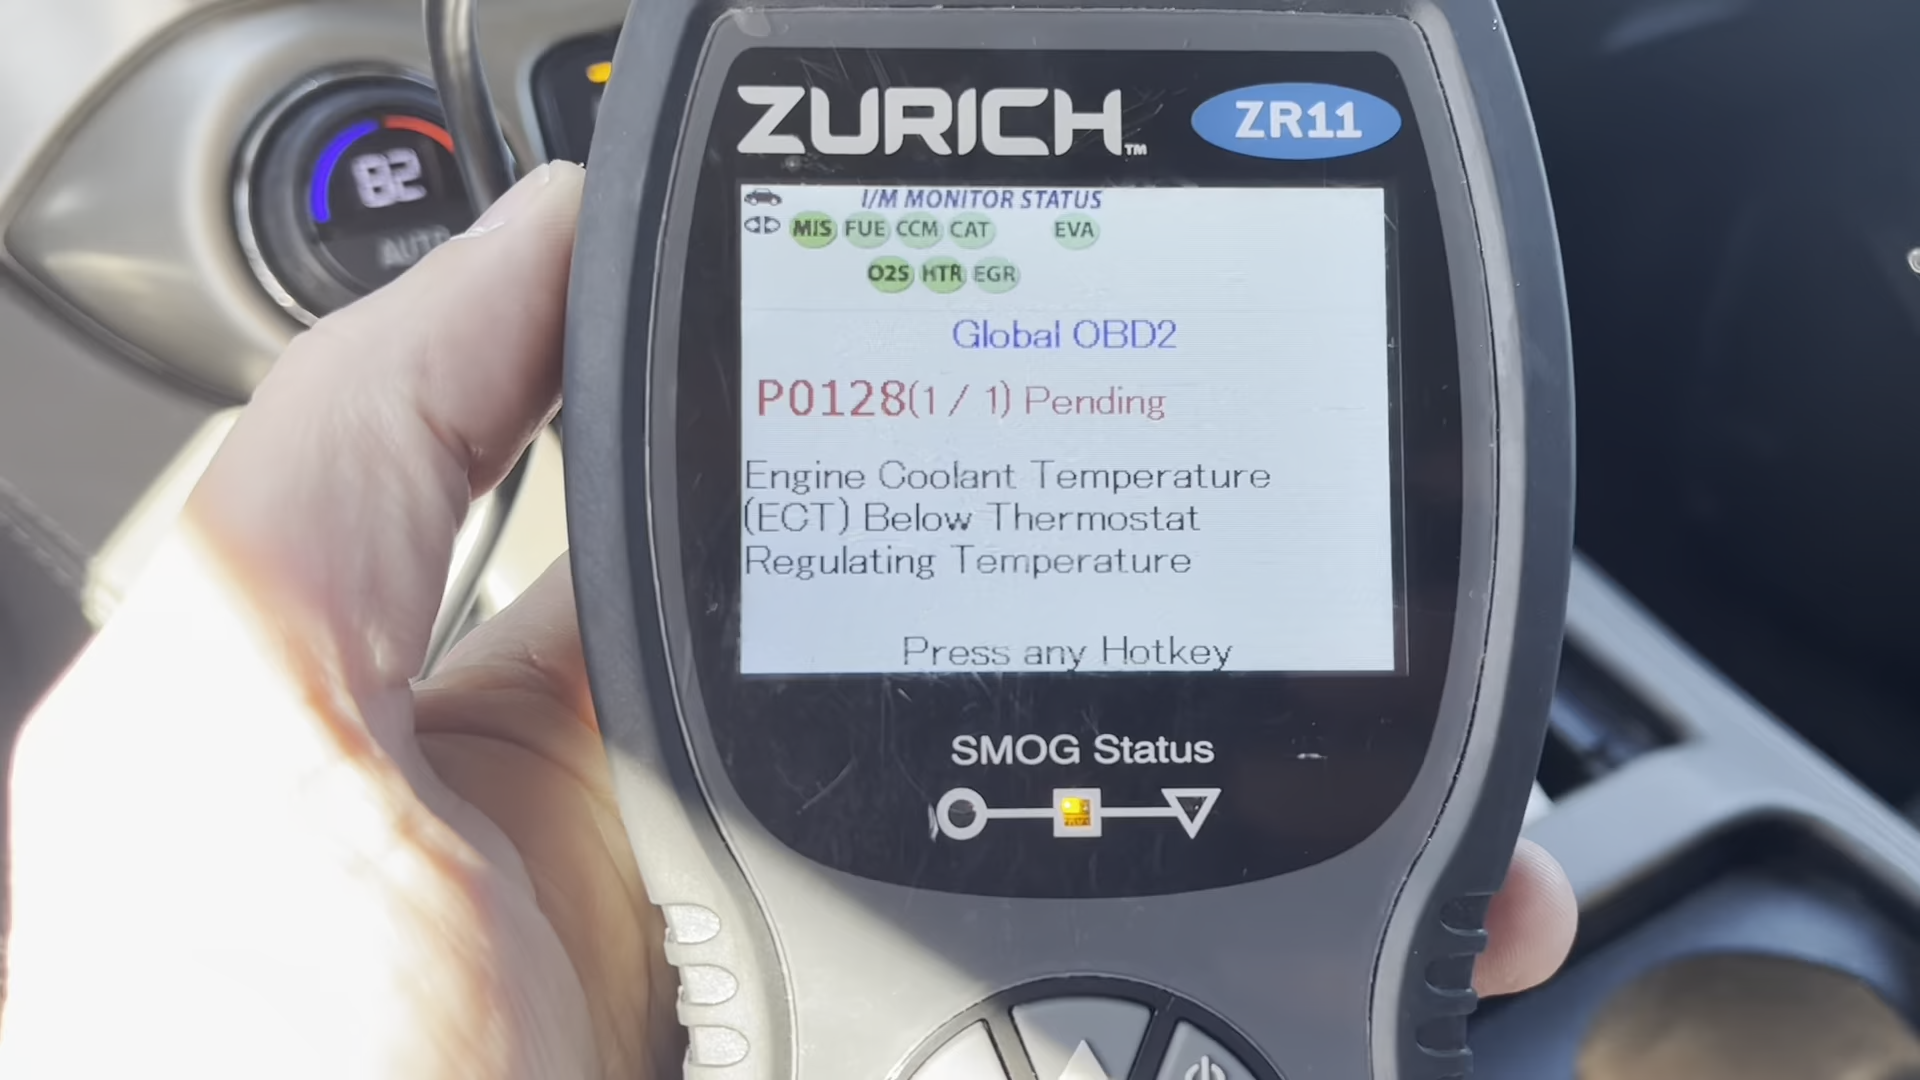 82
AUTO
ZURICH™
ZR11
I/M MONITOR STATUS
MIS FUE CCM CAT EVA
O2S HTR EGR
Global OBD2
P0128(1 / 1) Pending
Engine Coolant Temperature
(ECT) Below Thermostat
Regulating Temperature
Press any Hotkey
SMOG Status